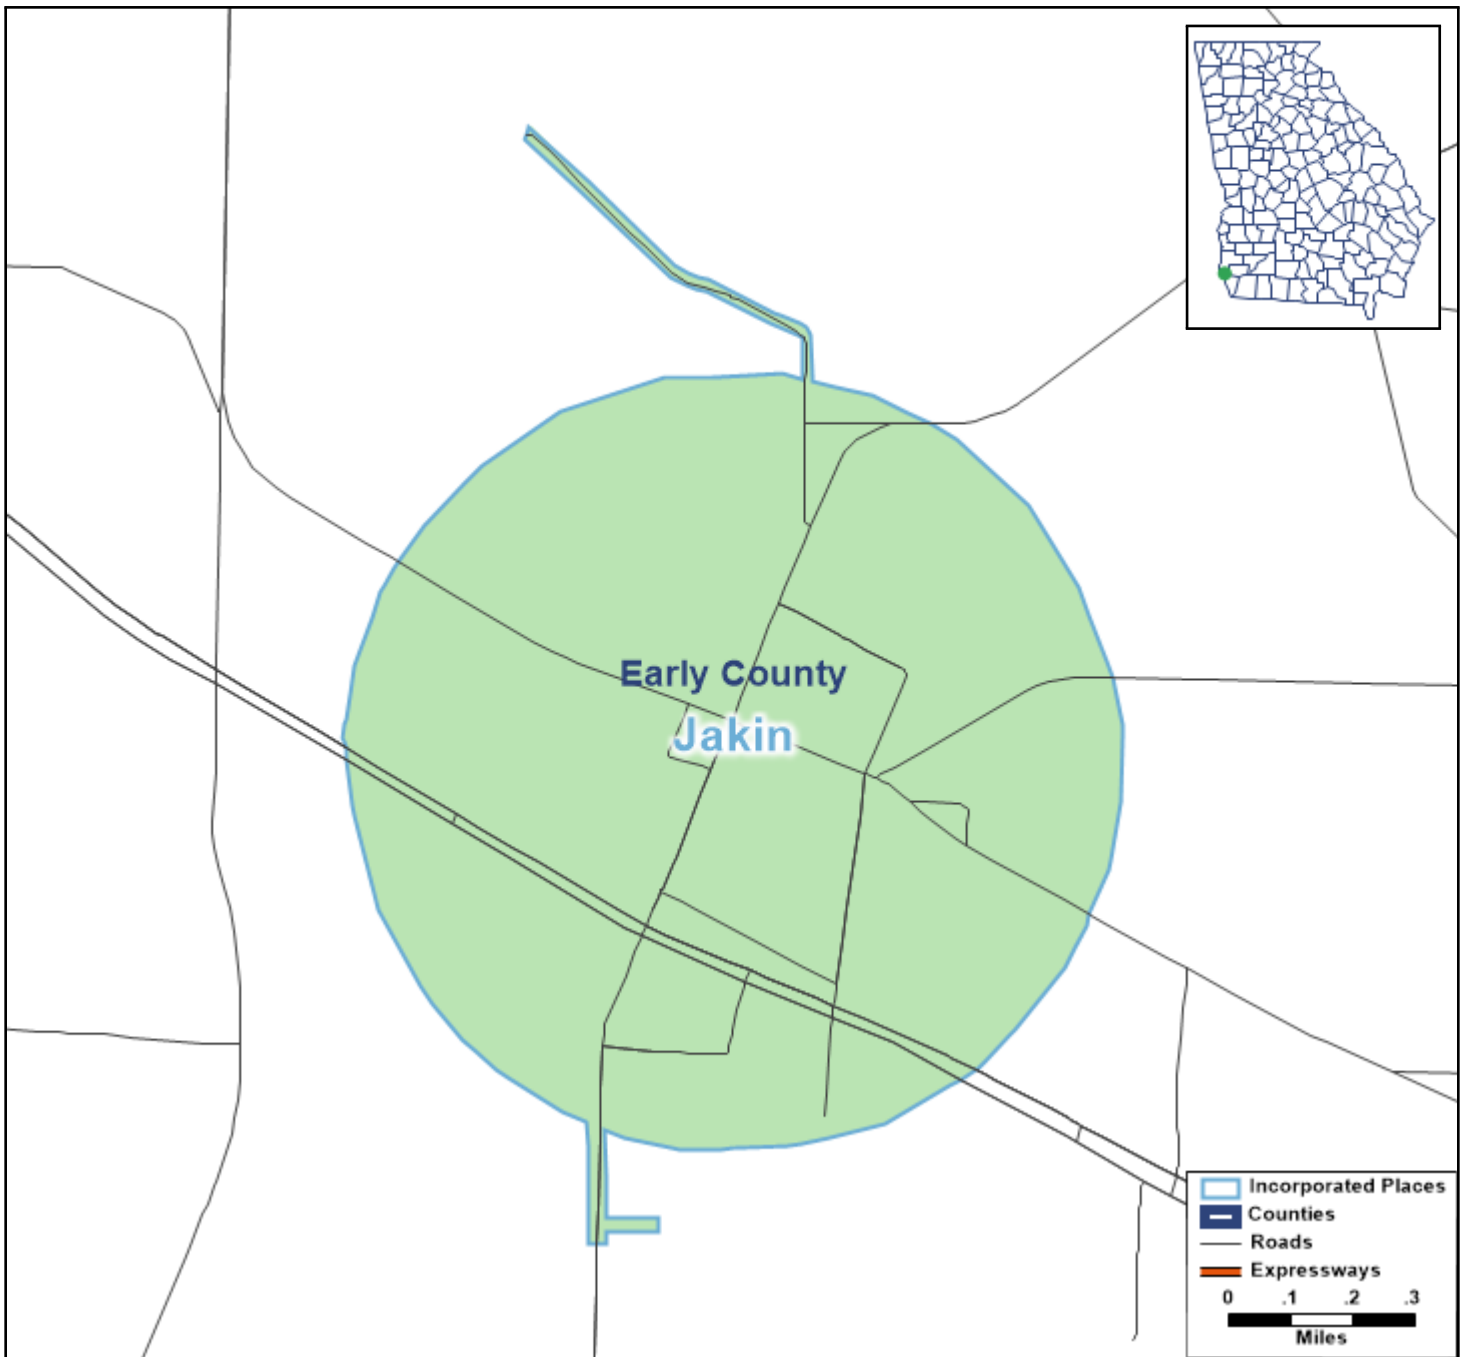 Early County
Jakin
Incorporated Places
Counties
Roads
Expressways
0 .1 .2 .3
Miles